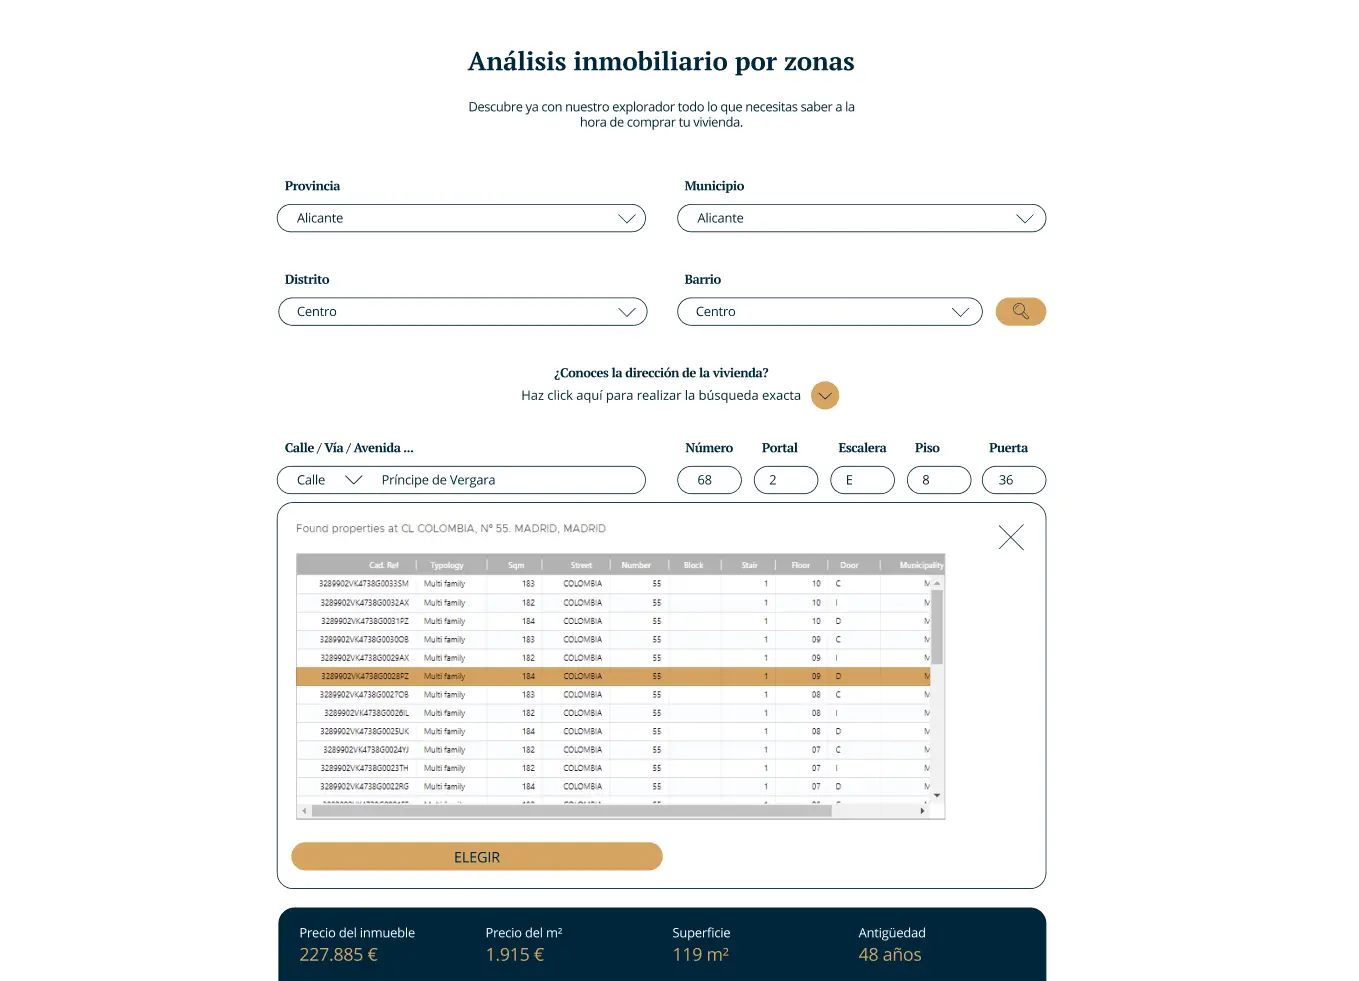 Análisis inmobiliario por zonas
Descubre ya con nuestro explorador todo lo que necesitas saber a la
hora de comprar tu vivienda.
Provincia Municipio
Alicante Alicante
Distrito Barrio
Centro Centro
¿Conoces la dirección de la vivienda?
Haz click aquí para realizar la búsqueda exacta
Calle / Vía / Avenida ... Número Portal Escalera Piso Puerta
Calle Príncipe de Vergara 68 2 E 8 36
Found properties at CL COLOMBIA, Nº 55. MADRID, MADRID
Cad. Ref Typology Sqm Street Number Block Stair Floor Door Municipality
3289902VK4738G0033SM Multi family 183 COLOMBIA 55 1 10 C M
3289902VK4738G0032AX Multi family 182 COLOMBIA 55 1 10 I M
3289902VK4738G0031PZ Multi family 184 COLOMBIA 55 1 10 D M
3289902VK4738G0030OB Multi family 183 COLOMBIA 55 1 09 C M
3289902VK4738G0029AX Multi family 182 COLOMBIA 55 1 09 I M
3289902VK4738G0028PZ Multi family 184 COLOMBIA 55 1 09 D M
3289902VK4738G0027OB Multi family 183 COLOMBIA 55 1 08 C M
3289902VK4738G0026IL Multi family 182 COLOMBIA 55 1 08 I M
3289902VK4738G0025UK Multi family 184 COLOMBIA 55 1 08 D M
3289902VK4738G0024YJ Multi family 182 COLOMBIA 55 1 07 C M
3289902VK4738G0023TH Multi family 182 COLOMBIA 55 1 07 I M
3289902VK4738G0022RG Multi family 184 COLOMBIA 55 1 07 D M
ELEGIR
Precio del inmueble Precio del m² Superficie Antigüedad
227.885 € 1.915 € 119 m² 48 años